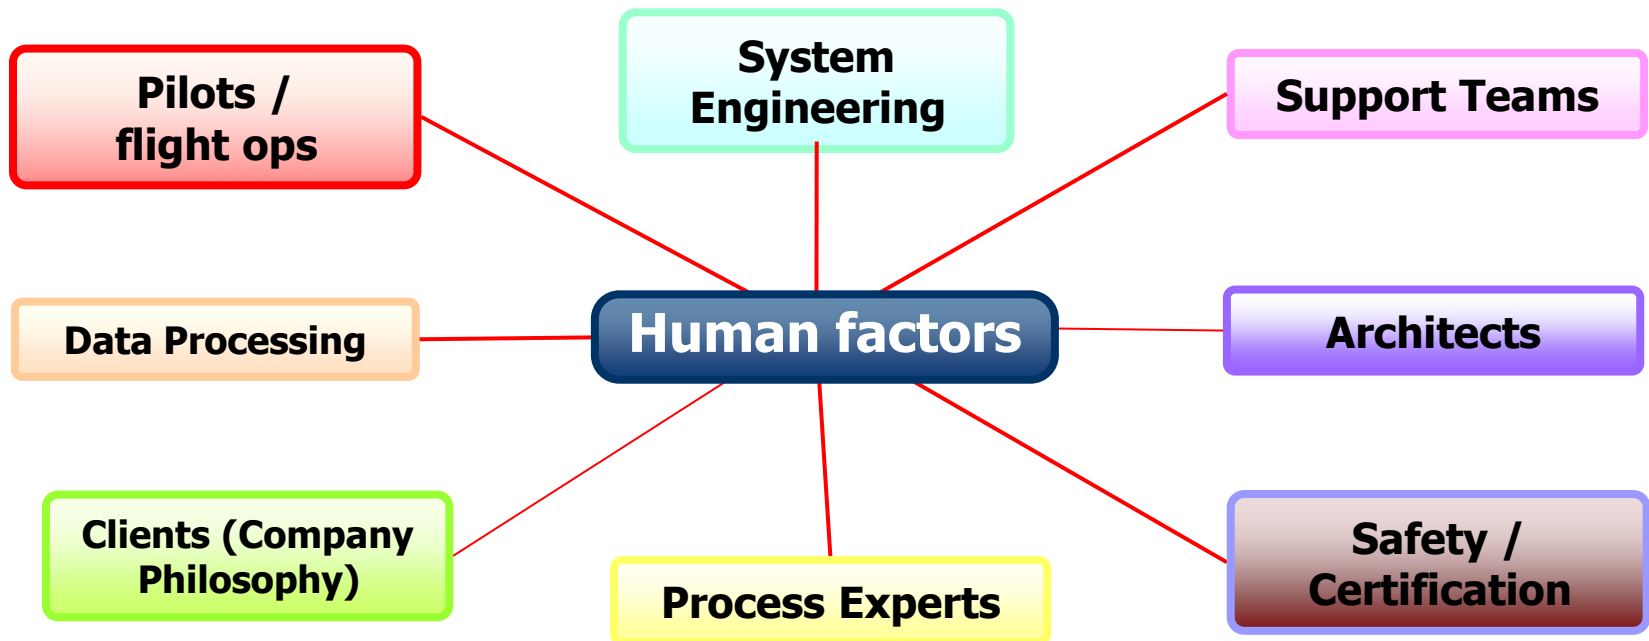 Pilots /
flight ops
System
Engineering
Support Teams
Data Processing
Human factors
Architects
Clients (Company
Philosophy)
Process Experts
Safety /
Certification